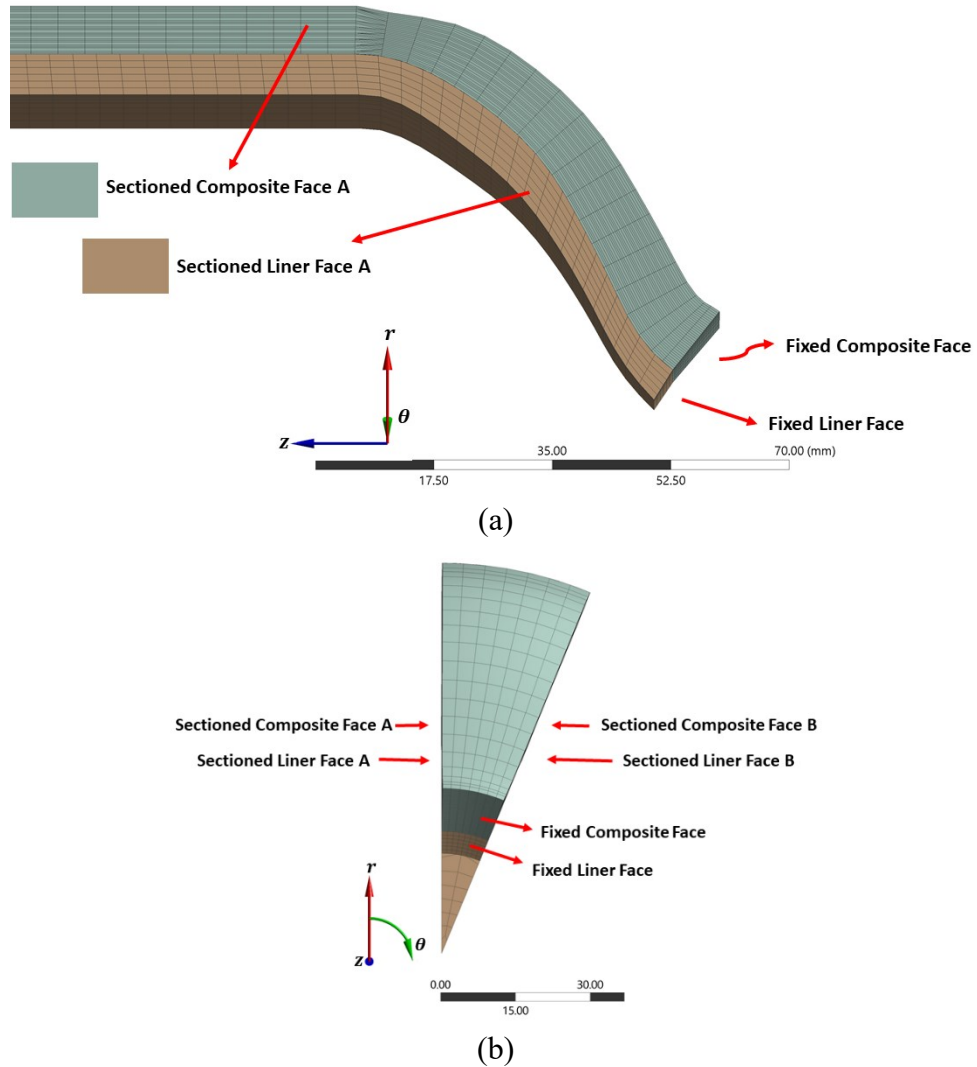 Sectioned Composite Face A
Sectioned Liner Face A
r
θ
z
Fixed Composite Face
Fixed Liner Face
35.00
70.00 (mm)
17.50
52.50
(a)
Sectioned Composite Face A
Sectioned Composite Face B
Sectioned Liner Face A
Sectioned Liner Face B
Fixed Composite Face
Fixed Liner Face
r
θ
z
0.00
30.00
15.00
(b)